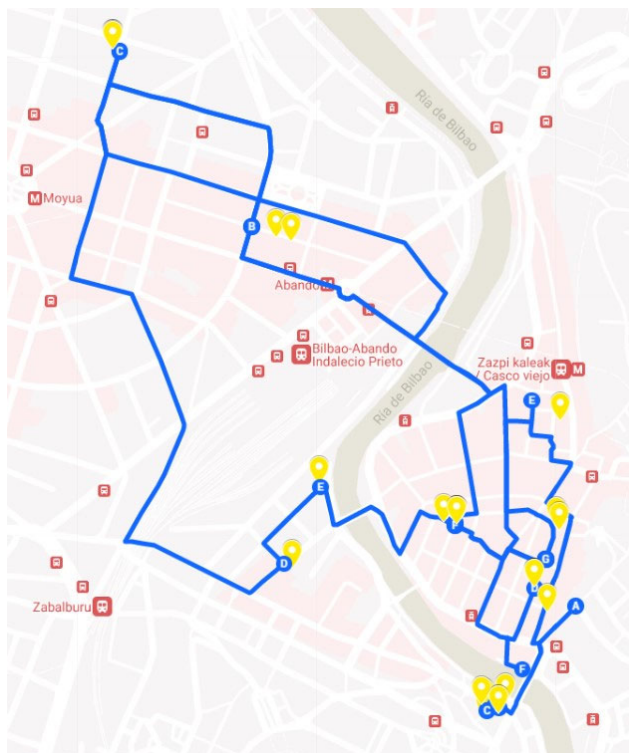 C
Ría de Bilbao
M Moyua
B
Abando M
Bilbao-Abando
Indalecio Prieto
Zazpi kaleak
/ Casco viejo M
Ría de Bilbao
E
E
F
G
D
Zabalburu
A
F
C